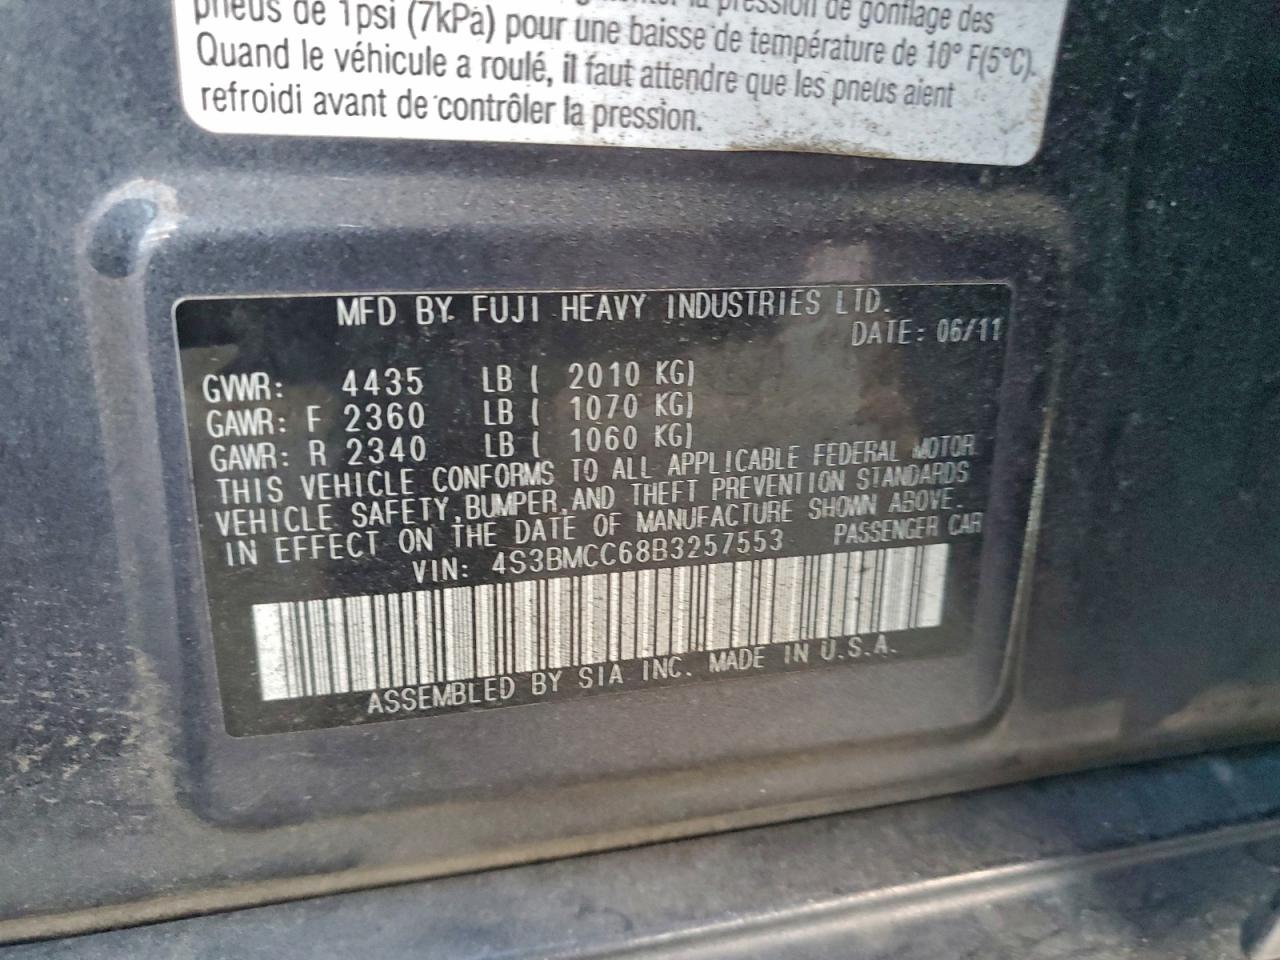 pneus de 1psi (7kPa) pour une baisse de température de 10° F(5°C).
Quand le véhicule a roulé, il faut attendre que les pneus aient
refroidi avant de contrôler la pression.
MFD BY. FUJI HEAVY INDUSTRIES LTD.
DATE: 06/11
GVWR: 4435 LB ( 2010 KG)
GAWR: F 2360 LB ( 1070 KG)
GAWR: R 2340 LB ( 1060 KG)
THIS VEHICLE CONFORMS TO ALL APPLICABLE FEDERAL MOTOR
VEHICLE SAFETY,BUMPER,AND THEFT PREVENTION STANDARDS
IN EFFECT ON THE DATE OF MANUFACTURE SHOWN ABOVE.
VIN: 4S3BMCC68B3257553 PASSENGER CAR
ASSEMBLED BY SIA INC. MADE IN U.S.A.